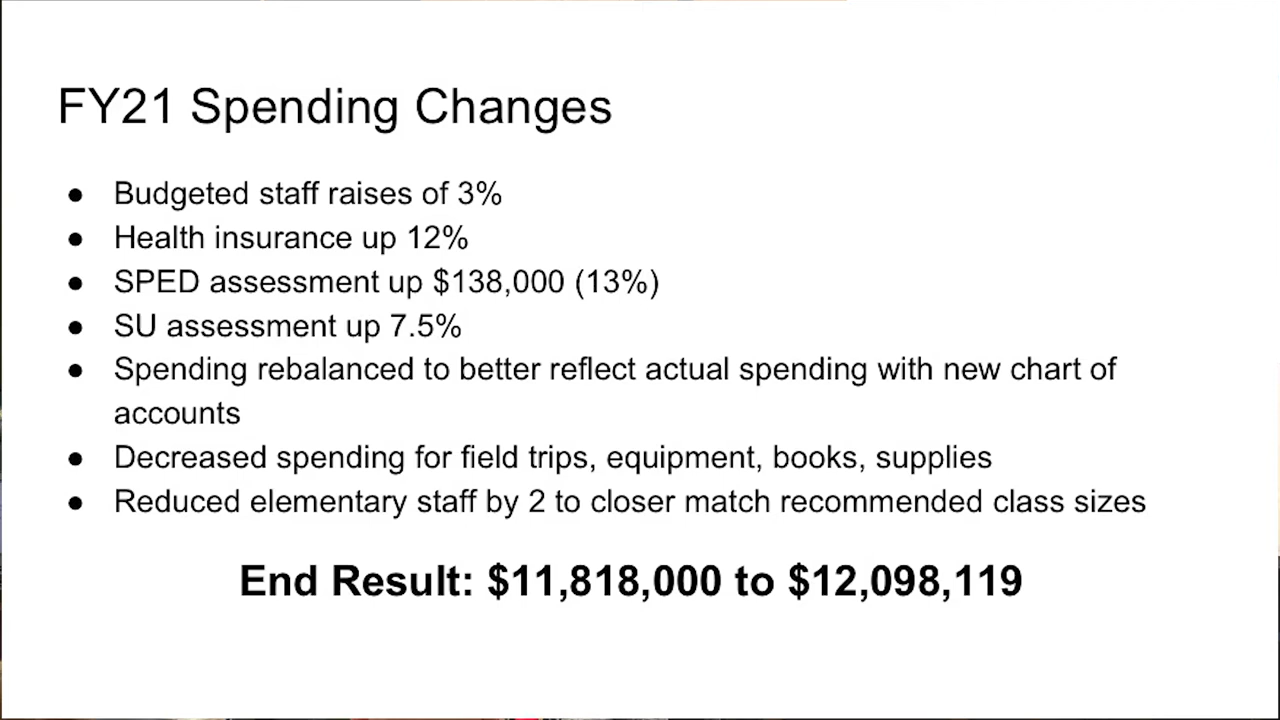 FY21 Spending Changes
● Budgeted staff raises of 3%
● Health insurance up 12%
● SPED assessment up $138,000 (13%)
● SU assessment up 7.5%
● Spending rebalanced to better reflect actual spending with new chart of
accounts
● Decreased spending for field trips, equipment, books, supplies
● Reduced elementary staff by 2 to closer match recommended class sizes
End Result: $11,818,000 to $12,098,119